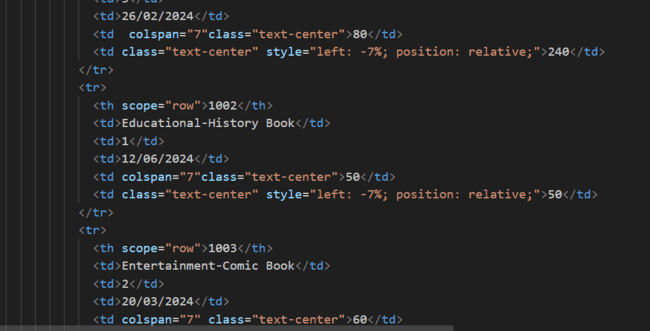 <td>3</td>
<td>26/02/2024</td>
<td  colspan="7"class="text-center">80</td>
<td class="text-center" style="left: -7%; position: relative;">240</td>
</tr>
<tr>
<th scope="row">1002</th>
<td>Educational-History Book</td>
<td>1</td>
<td>12/06/2024</td>
<td colspan="7"class="text-center">50</td>
<td class="text-center" style="left: -7%; position: relative;">50</td>
</tr>
<tr>
<th scope="row">1003</th>
<td>Entertainment-Comic Book</td>
<td>2</td>
<td>20/03/2024</td>
<td colspan="7" class="text-center">60</td>